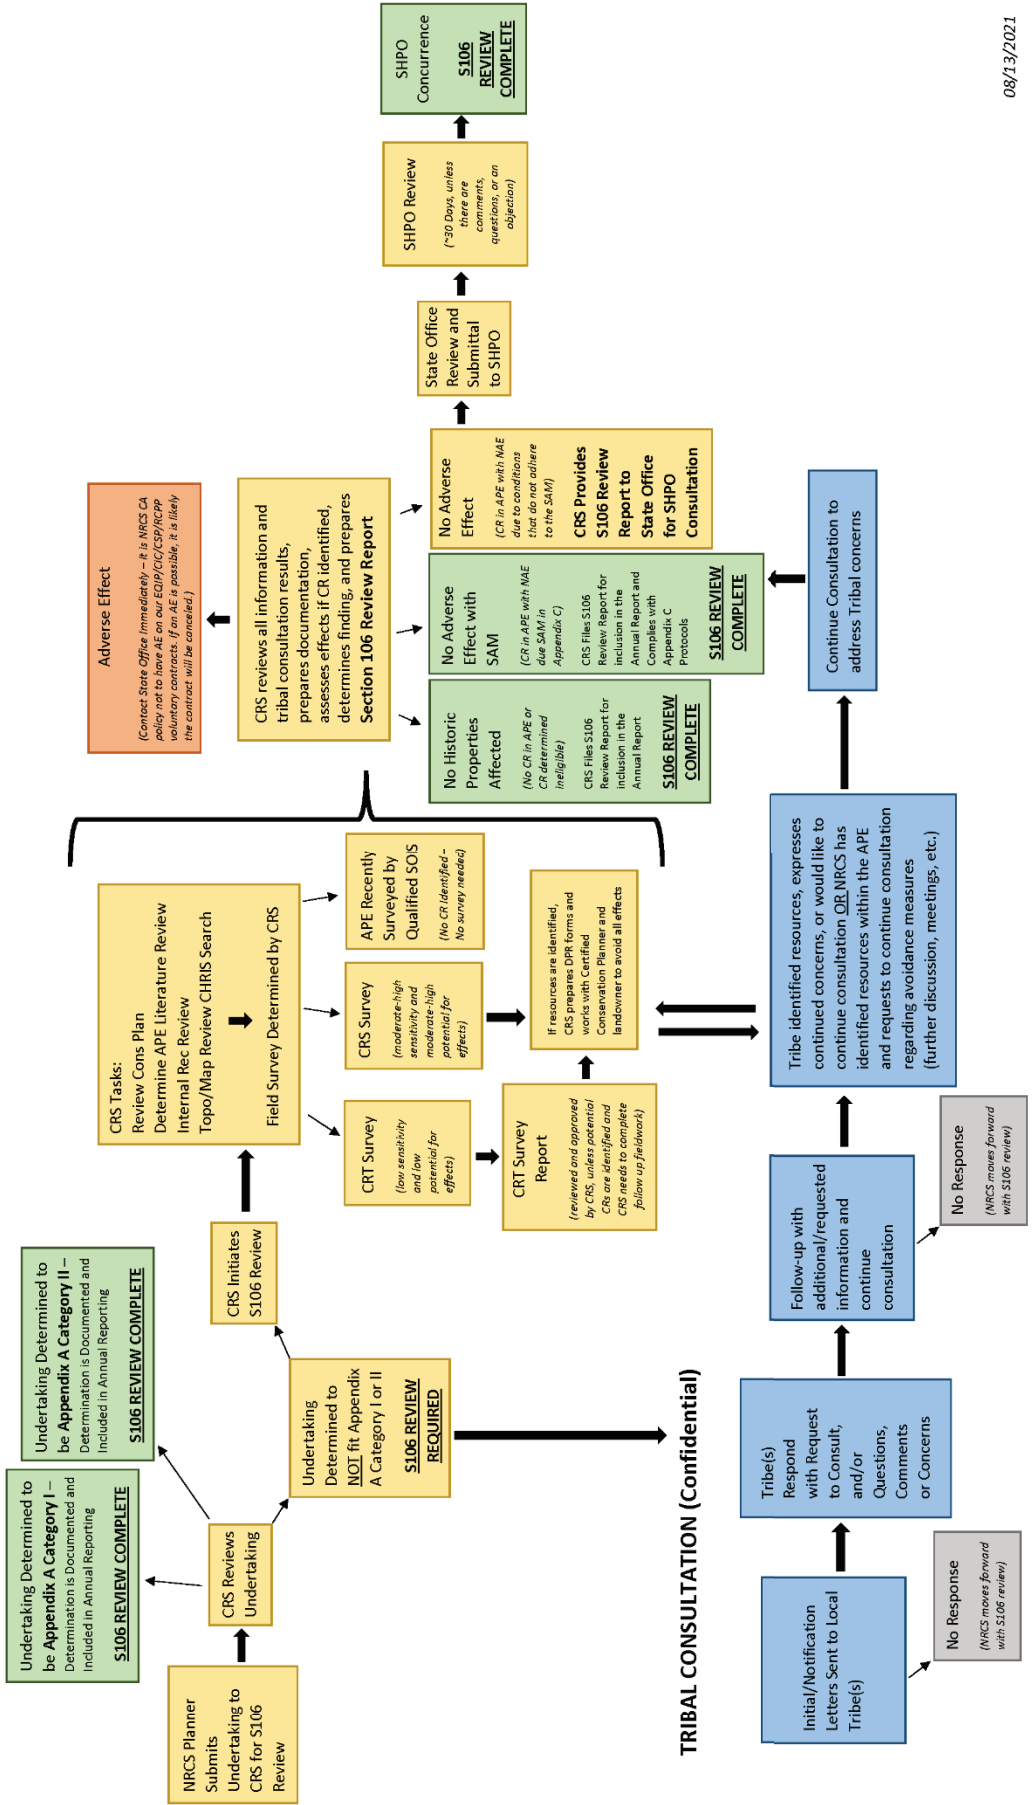 NRCS Planner
Submits
Undertaking to
CRS for S106
Review
CRS Reviews
Undertaking
Undertaking Determined to
be Appendix A Category I –
Determination is Documented and
Included in Annual Reporting
S106 REVIEW COMPLETE
Undertaking Determined to
be Appendix A Category II –
Determination is Documented and
Included in Annual Reporting
S106 REVIEW COMPLETE
Undertaking
Determined to
NOT fit Appendix
A Category I or II
S106 REVIEW
REQUIRED
CRS Initiates
S106 Review
CRS Tasks:
Review Cons Plan
Determine APE Literature Review
Internal Rec Review
Topo/Map Review CHRIS Search
Field Survey Determined by CRS
CRT Survey
(low sensitivity
and low
potential for
effects)
CRS Survey
(moderate-high
sensitivity and
moderate-high
potential for
effects)
APE Recently
Surveyed by
Qualified SOIS
(No CR Identified –
No survey needed)
CRT Survey
Report
(reviewed and approved
by CRS, unless potential
CRs are identified and
CRS needs to complete
follow up fieldwork)
If resources are identified,
CRS prepares DPR forms and
works with Certified
Conservation Planner and
landowner to avoid all effects
Adverse Effect
(Contact State Office Immediately – it is NRCS CA
policy not to have AE on our EQIP/CIC/CSP/RCPP
voluntary contracts. If an AE is possible, it is likely
the contract will be canceled.)
CRS reviews all information and
tribal consultation results,
prepares documentation,
assesses effects if CR identified,
determines finding, and prepares
Section 106 Review Report
No Historic
Properties
Affected
(No CR in APE or
CR determined
ineligible)
CRS Files S106
Review Report for
inclusion in the
Annual Report
S106 REVIEW
COMPLETE
No Adverse
Effect with
SAM
(CR in APE with NAE
due SAM in
Appendix C)
CRS Files S106
Review Report for
inclusion in the
Annual Report and
Complies with
Appendix C
Protocols
S106 REVIEW
COMPLETE
No Adverse
Effect
(CR in APE with NAE
due to conditions
that do not adhere
to the SAM)
CRS Provides
S106 Review
Report to
State Office
for SHPO
Consultation
State Office
Review and
Submittal
to SHPO
SHPO Review
(~30 Days, unless
there are
comments,
questions, or an
objection)
SHPO
Concurrence
S106
REVIEW
COMPLETE
TRIBAL CONSULTATION (Confidential)
Initial/Notification
Letters Sent to Local
Tribe(s)
No Response
(NRCS moves forward
with S106 review)
Tribe(s)
Respond
with Request
to Consult,
and/or
Questions,
Comments
or Concerns
Follow-up with
additional/requested
information and
continue
consultation
No Response
(NRCS moves forward
with S106 review)
Tribe identified resources, expresses
continued concerns, or would like to
continue consultation OR NRCS has
identified resources within the APE
and requests to continue consultation
regarding avoidance measures
(further discussion, meetings, etc.)
Continue Consultation to
address Tribal concerns
08/13/2021